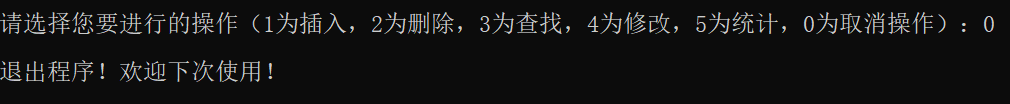 请选择您要进行的操作（1为插入，2为删除，3为查找，4为修改，5为统计，0为取消操作）：0
退出程序！欢迎下次使用！